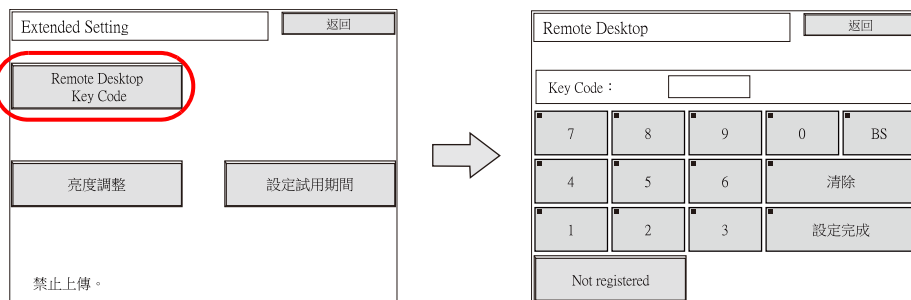 Extended Setting
返回
Remote Desktop
Key Code
亮度調整
設定試用期間
禁止上傳。
Remote Desktop
返回
Key Code：
7
8
9
0
BS
4
5
6
清除
1
2
3
設定完成
Not registered